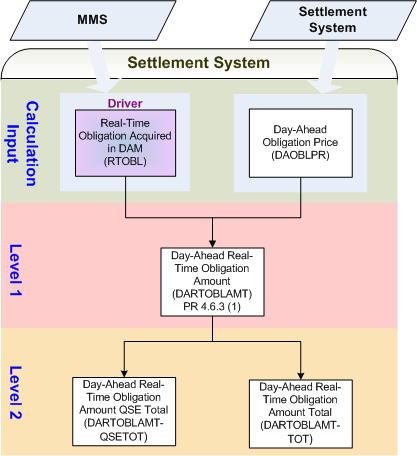 MMS
Settlement
System
Settlement System
Calculation
Input
Driver
Real-Time
Obligation Acquired
in DAM
(RTOBL)
Day-Ahead
Obligation Price
(DAOBLPR)
Level 1
Day-Ahead Real-
Time Obligation
Amount
(DARTOBLAMT)
PR 4.6.3 (1)
Level 2
Day-Ahead Real-
Time Obligation
Amount QSE Total
(DARTOBLAMT-
QSETOT)
Day-Ahead Real-
Time Obligation
Amount Total
(DARTOBLAMT-
TOT)